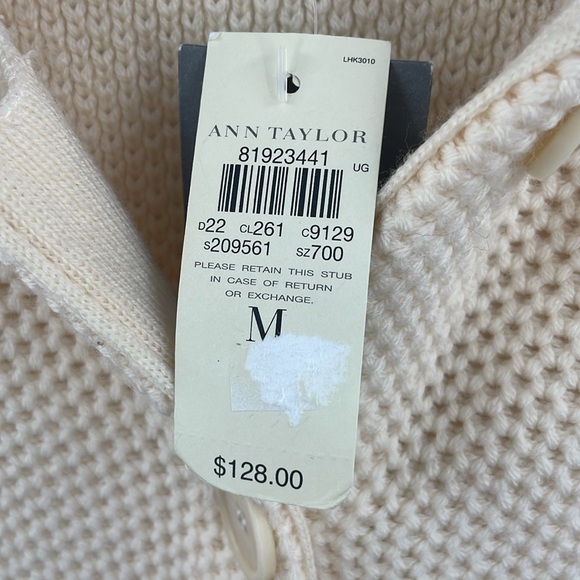 LHK3010
ANN TAYLOR
81923441
UG
D22 CL261 C9129
S209561 SZ700
PLEASE RETAIN THIS STUB
IN CASE OF RETURN
OR EXCHANGE.
M
$128.00